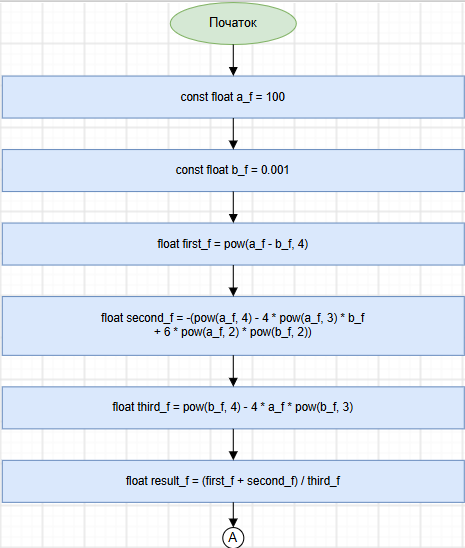 Початок
const float a_f = 100
const float b_f = 0.001
float first_f = pow(a_f - b_f, 4)
float second_f = -(pow(a_f, 4) - 4 * pow(a_f, 3) * b_f
+ 6 * pow(a_f, 2) * pow(b_f, 2))
float third_f = pow(b_f, 4) - 4 * a_f * pow(b_f, 3)
float result_f = (first_f + second_f) / third_f
A